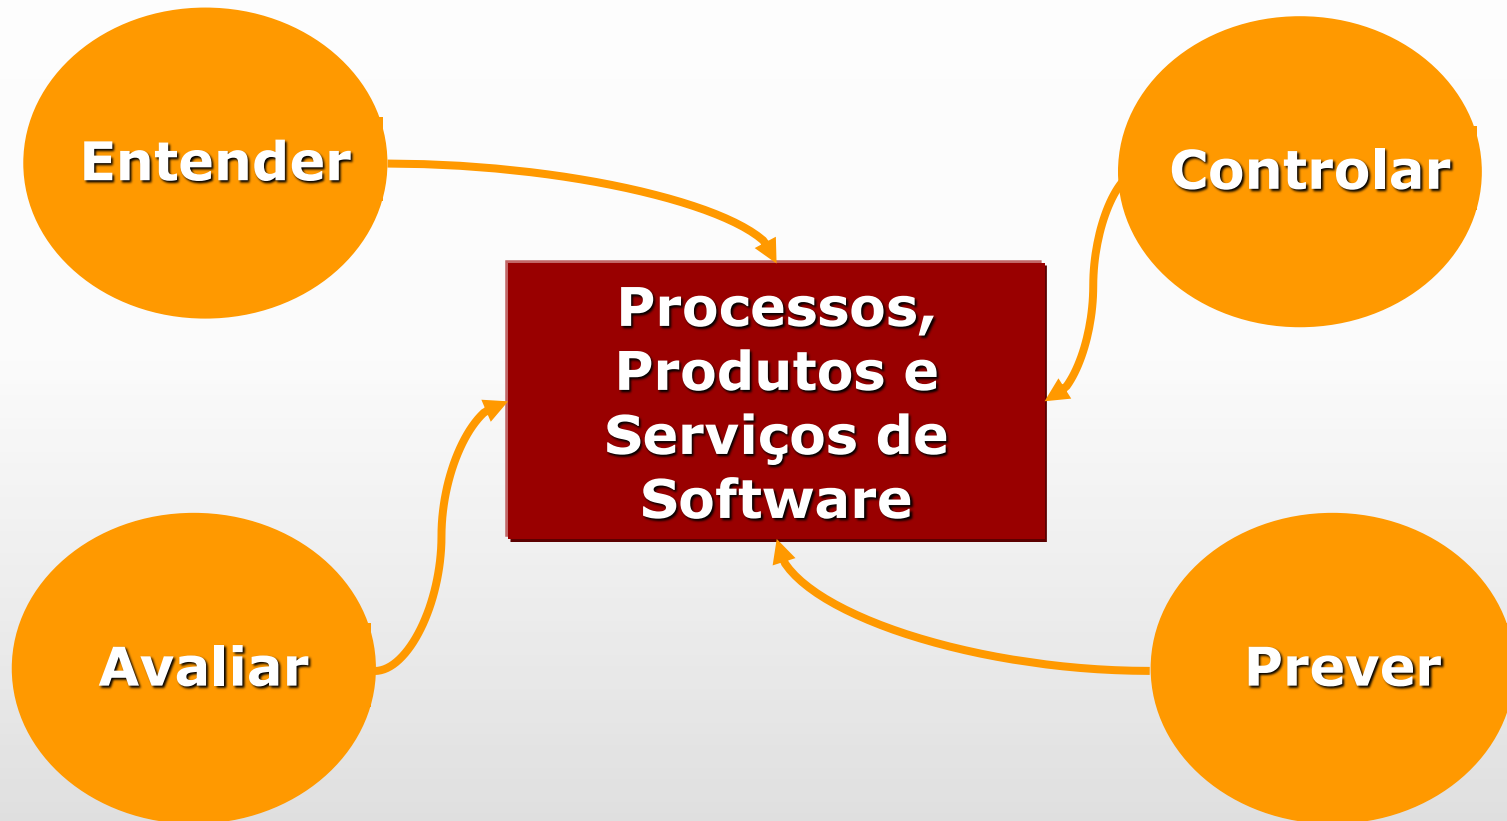 Entender
Controlar
Processos,
Produtos e
Serviços de
Software
Avaliar
Prever